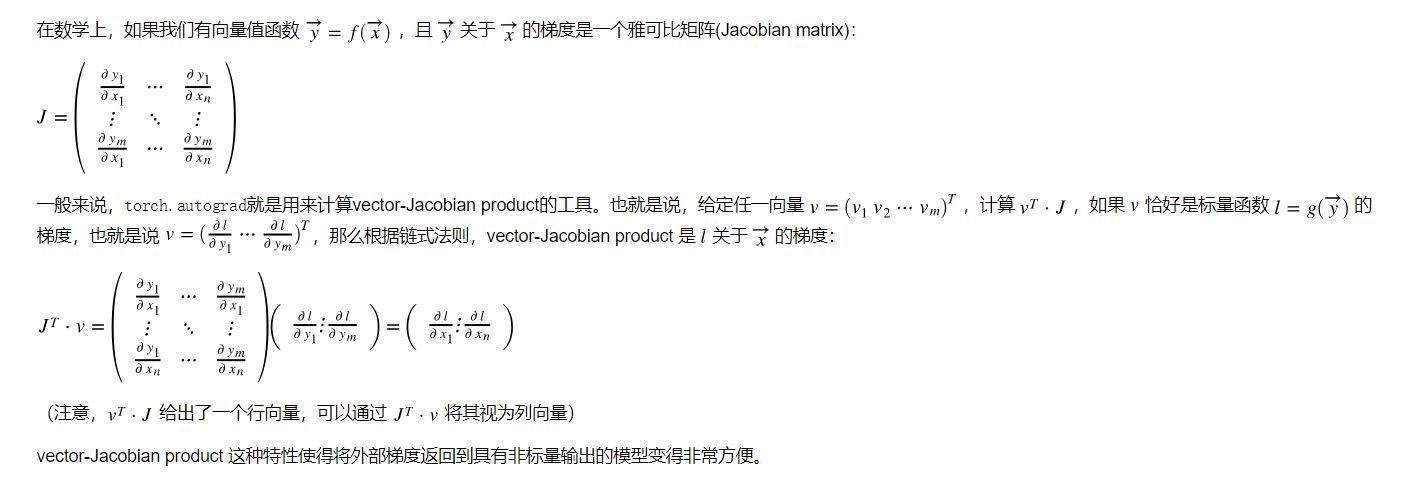 在数学上，如果我们有向量值函数 $\vec{y} = f(\vec{x})$ ，且 $\vec{y}$ 关于 $\vec{x}$ 的梯度是一个雅可比矩阵(Jacobian matrix)：
$J = \begin{pmatrix} \frac{\partial y_1}{\partial x_1} & \cdots & \frac{\partial y_1}{\partial x_n} \\ \vdots & \ddots & \vdots \\ \frac{\partial y_m}{\partial x_1} & \cdots & \frac{\partial y_m}{\partial x_n} \end{pmatrix}$
一般来说，torch.autograd就是用来计算vector-Jacobian product的工具。也就是说，给定任一向量 $v = (v_1\ v_2 \cdots v_m)^T$ ，计算 $v^T \cdot J$ ，如果 $v$ 恰好是标量函数 $l = g(\vec{y})$ 的
梯度，也就是说 $v = (\frac{\partial l}{\partial y_1} \cdots \frac{\partial l}{\partial y_m})^T$，那么根据链式法则，vector-Jacobian product 是 $l$ 关于 $\vec{x}$ 的梯度：
$J^T \cdot v = \begin{pmatrix} \frac{\partial y_1}{\partial x_1} & \cdots & \frac{\partial y_m}{\partial x_1} \\ \vdots & \ddots & \vdots \\ \frac{\partial y_1}{\partial x_n} & \cdots & \frac{\partial y_m}{\partial x_n} \end{pmatrix} \begin{pmatrix} \frac{\partial l}{\partial y_1} \vdots \frac{\partial l}{\partial y_m} \end{pmatrix} = \begin{pmatrix} \frac{\partial l}{\partial x_1} \vdots \frac{\partial l}{\partial x_n} \end{pmatrix}$
（注意，$v^T \cdot J$ 给出了一个行向量，可以通过 $J^T \cdot v$ 将其视为列向量）
vector-Jacobian product 这种特性使得将外部梯度返回到具有非标量输出的模型变得非常方便。